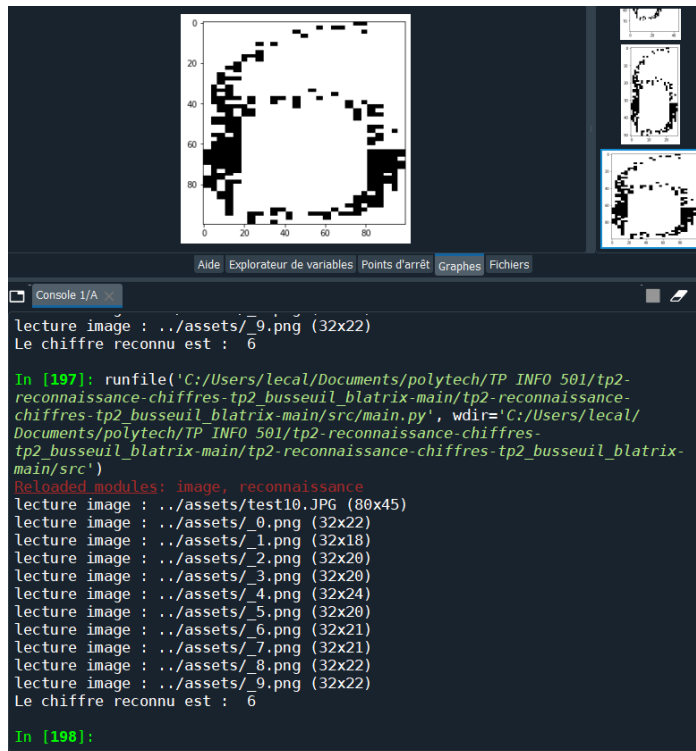 0
20
40
60
80
0 20 40 60 80
Aide Explorateur de variables Points d'arrêt Graphes Fichiers
Console 1/A
lecture image : ../assets/_9.png (32x22)
Le chiffre reconnu est :  6
In [197]: runfile('C:/Users/lecal/Documents/polytech/TP INFO 501/tp2-
reconnaissance-chiffres-tp2_busseuil_blatrix-main/tp2-reconnaissance-
chiffres-tp2_busseuil_blatrix-main/src/main.py', wdir='C:/Users/lecal/
Documents/polytech/TP INFO 501/tp2-reconnaissance-chiffres-
tp2_busseuil_blatrix-main/tp2-reconnaissance-chiffres-tp2_busseuil_blatrix-
main/src')
Reloaded modules: image, reconnaissance
lecture image : ../assets/test10.JPG (80x45)
lecture image : ../assets/_0.png (32x22)
lecture image : ../assets/_1.png (32x18)
lecture image : ../assets/_2.png (32x20)
lecture image : ../assets/_3.png (32x20)
lecture image : ../assets/_4.png (32x24)
lecture image : ../assets/_5.png (32x20)
lecture image : ../assets/_6.png (32x21)
lecture image : ../assets/_7.png (32x21)
lecture image : ../assets/_8.png (32x22)
lecture image : ../assets/_9.png (32x22)
Le chiffre reconnu est :  6
In [198]: